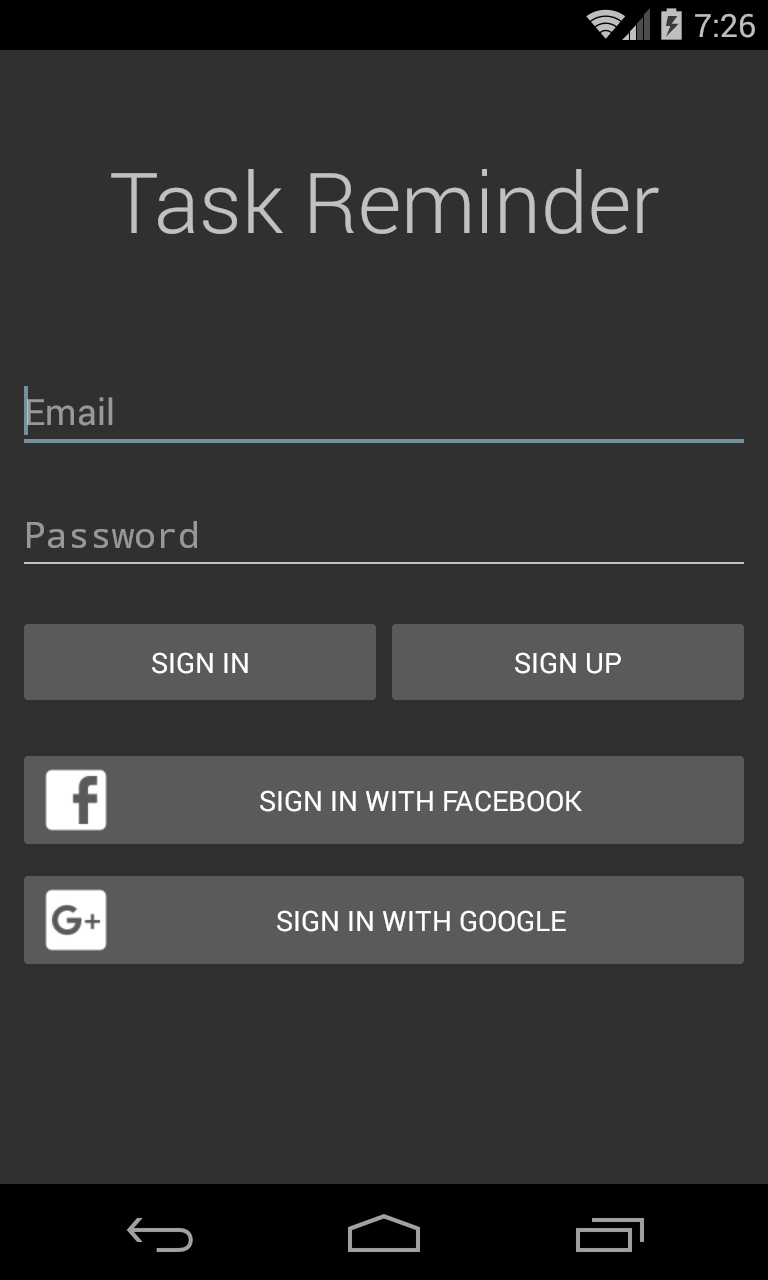 7:26
Task Reminder
Email
Password
SIGN IN
SIGN UP
f
SIGN IN WITH FACEBOOK
G+
SIGN IN WITH GOOGLE